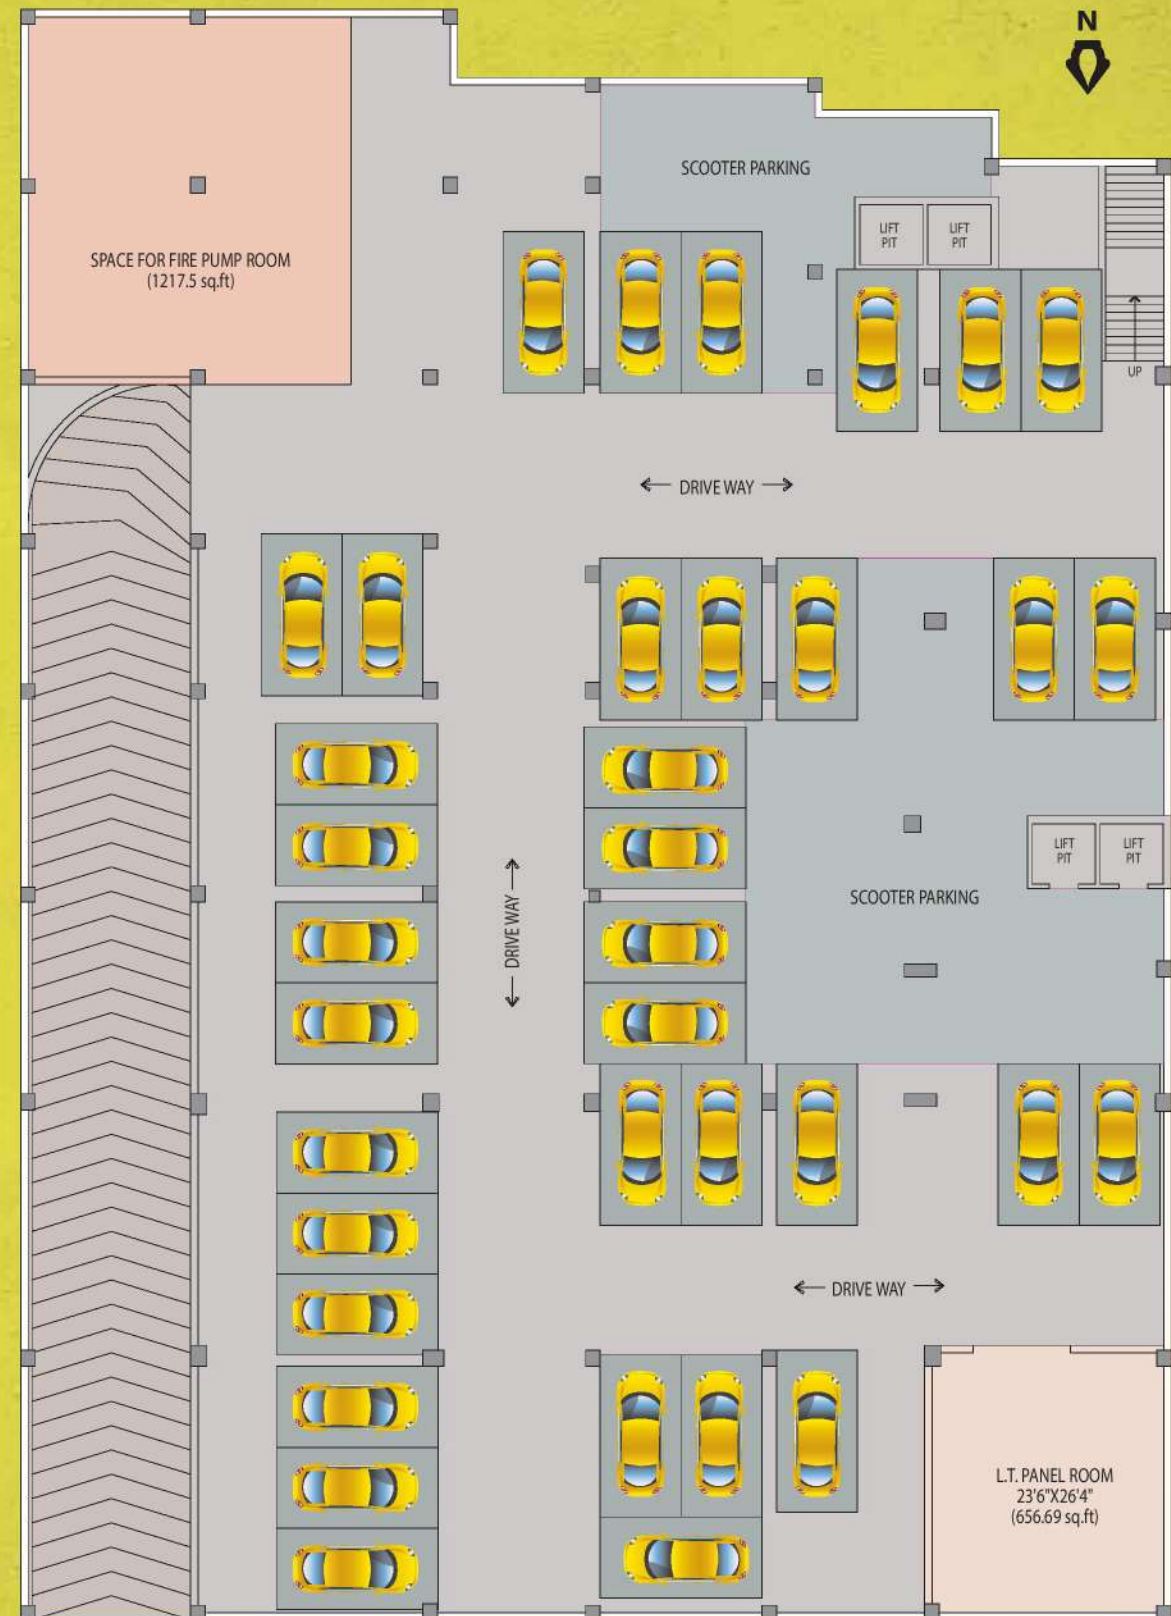 N
SCOOTER PARKING
LIFT
PIT
LIFT
PIT
SPACE FOR FIRE PUMP ROOM
(1217.5 sq.ft)
UP
DRIVE WAY
LIFT
PIT
LIFT
PIT
SCOOTER PARKING
DRIVE WAY
DRIVE WAY
L.T. PANEL ROOM
23'6"X26'4"
(656.69 sq.ft)